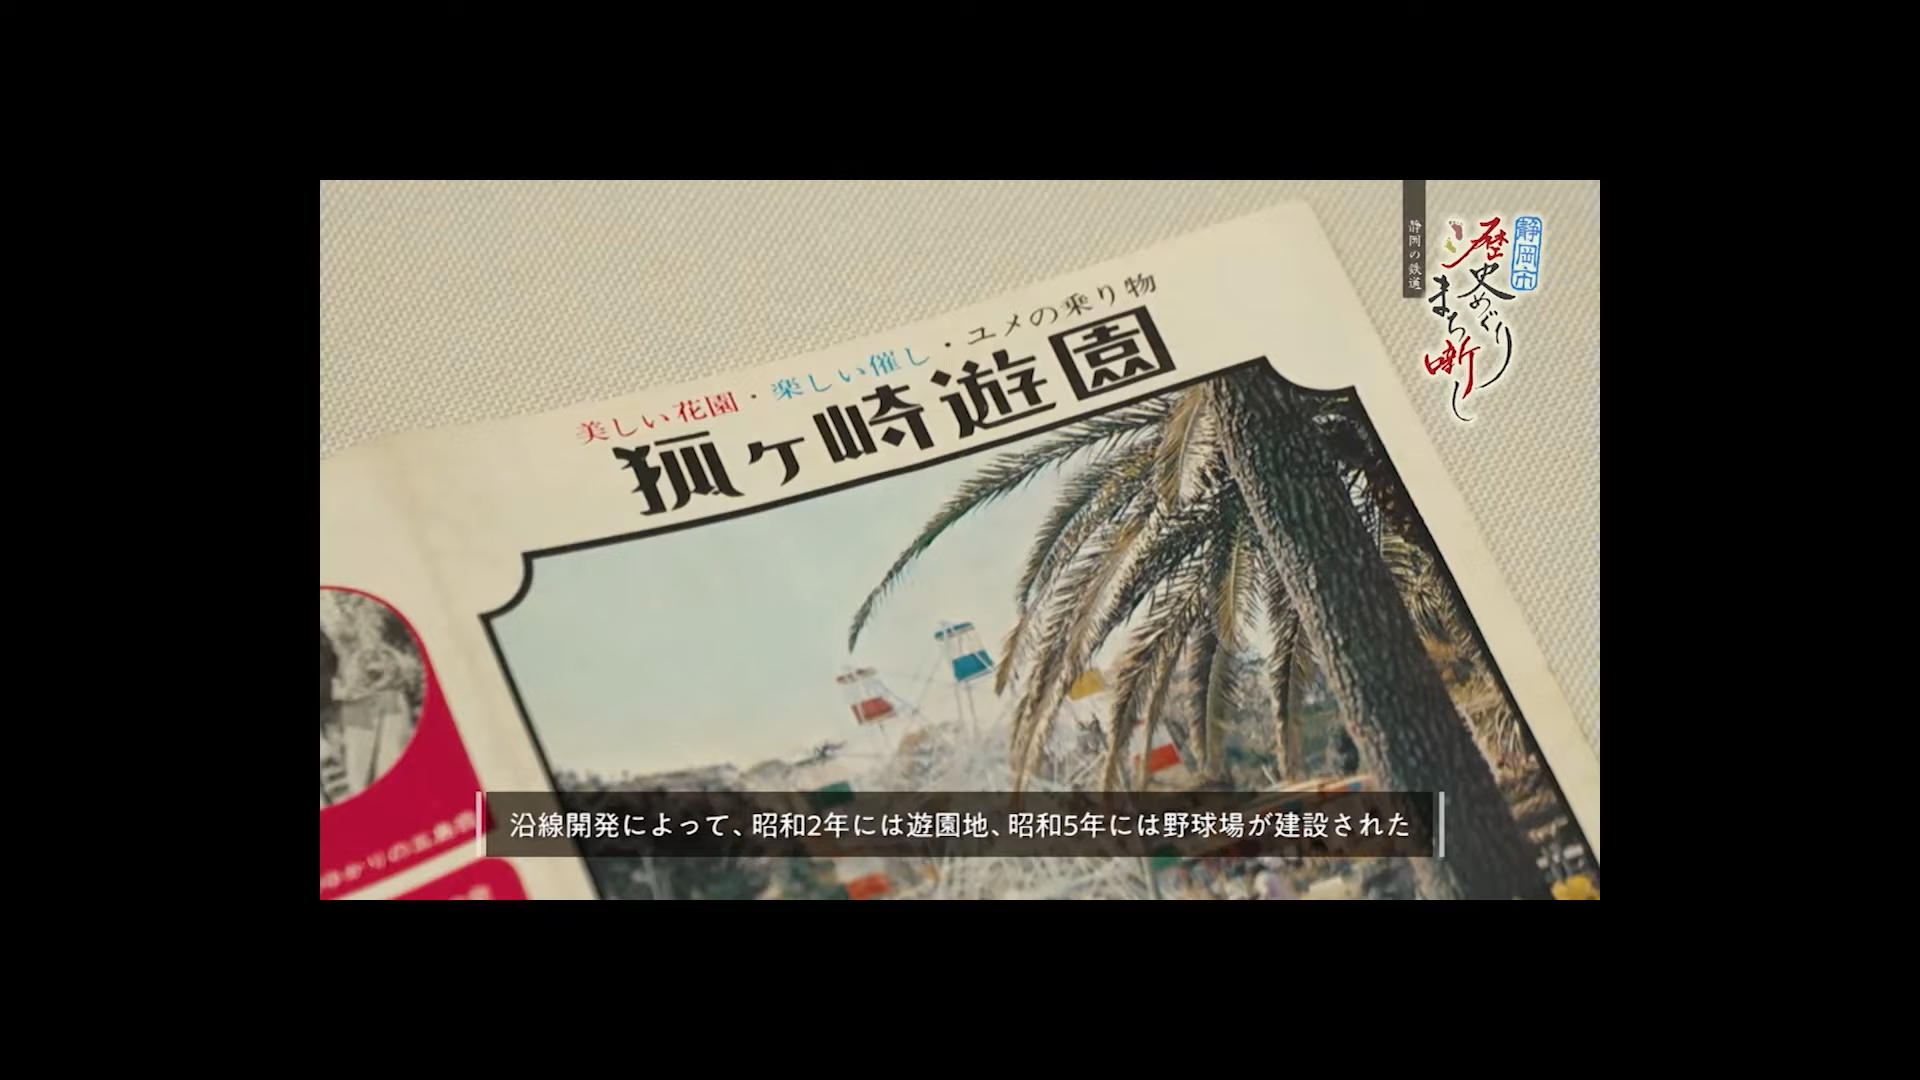 静岡の鉄道
静岡市
歴史めぐり
まち噺し
美しい花園・楽しい催し・ユメの乗り物
狐ヶ崎遊園
沿線開発によって、昭和2年には遊園地、昭和5年には野球場が建設された